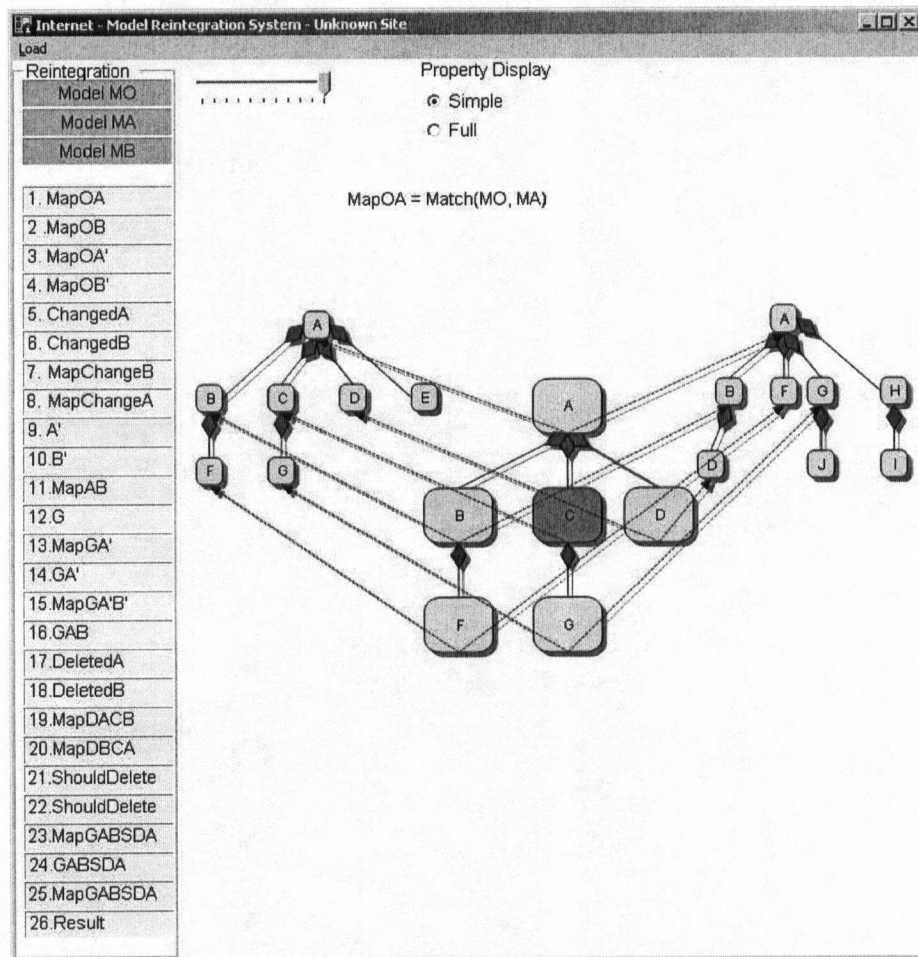 Internet - Model Reintegration System - Unknown Site
Load
Reintegration
Model MO
Model MA
Model MB
Property Display
Simple
Full
1. MapOA
2 .MapOB
3. MapOA'
4. MapOB'
5. ChangedA
6. ChangedB
7. MapChangeB
8. MapChangeA
9. A'
10.B'
11.MapAB
12.G
13.MapGA'
14.GA'
15.MapGA'B'
16.GAB
17.DeletedA
18.DeletedB
19.MapDACB
20.MapDBCA
21.ShouldDelete
22.ShouldDelete
23.MapGABSDA
24.GABSDA
25.MapGABSDA
26.Result
MapOA = Match(MO, MA)
A
B C D E
F G
A
B C D
F G
A
B F G H
D J I